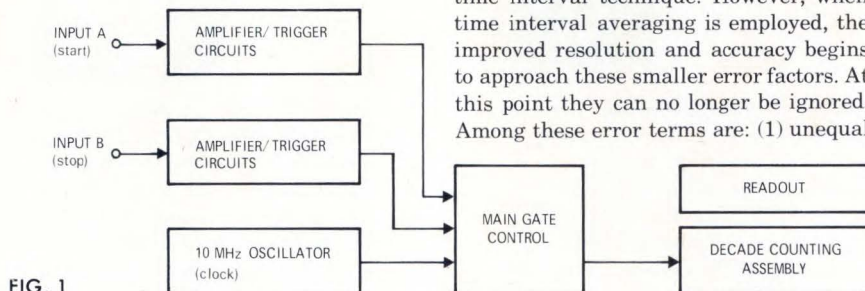 time interval technique. However, when
time interval averaging is employed, the
improved resolution and accuracy begins
to approach these smaller error factors. At
this point they can no longer be ignored.
Among these error terms are: (1) unequal
INPUT A
(start)
AMPLIFIER/TRIGGER
CIRCUITS
INPUT B
(stop)
AMPLIFIER/TRIGGER
CIRCUITS
10 MHz OSCILLATOR
(clock)
MAIN GATE
CONTROL
READOUT
DECADE COUNTING
ASSEMBLY
FIG. 1